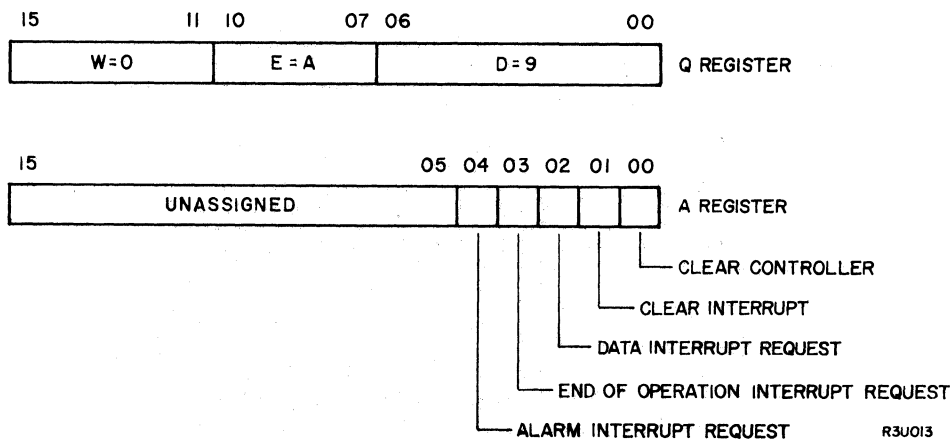 15 11 10 07 06 00
W=0 E=A D=9 Q REGISTER
15 05 04 03 02 01 00
UNASSIGNED A REGISTER
CLEAR CONTROLLER
CLEAR INTERRUPT
DATA INTERRUPT REQUEST
END OF OPERATION INTERRUPT REQUEST
ALARM INTERRUPT REQUEST R3U013